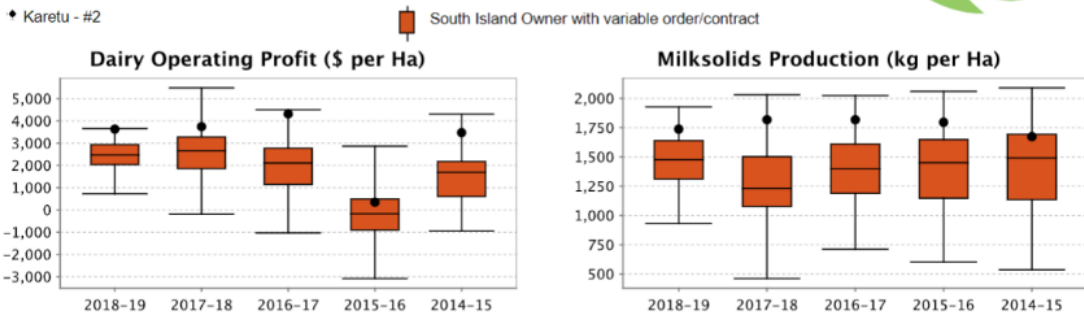 Karetu - #2
South Island Owner with variable order/contract
Dairy Operating Profit ($ per Ha)
5,000
4,000
3,000
2,000
1,000
0
-1,000
-2,000
-3,000
2018-19 2017-18 2016-17 2015-16 2014-15
Milksolids Production (kg per Ha)
2,000
1,750
1,500
1,250
1,000
750
500
2018-19 2017-18 2016-17 2015-16 2014-15